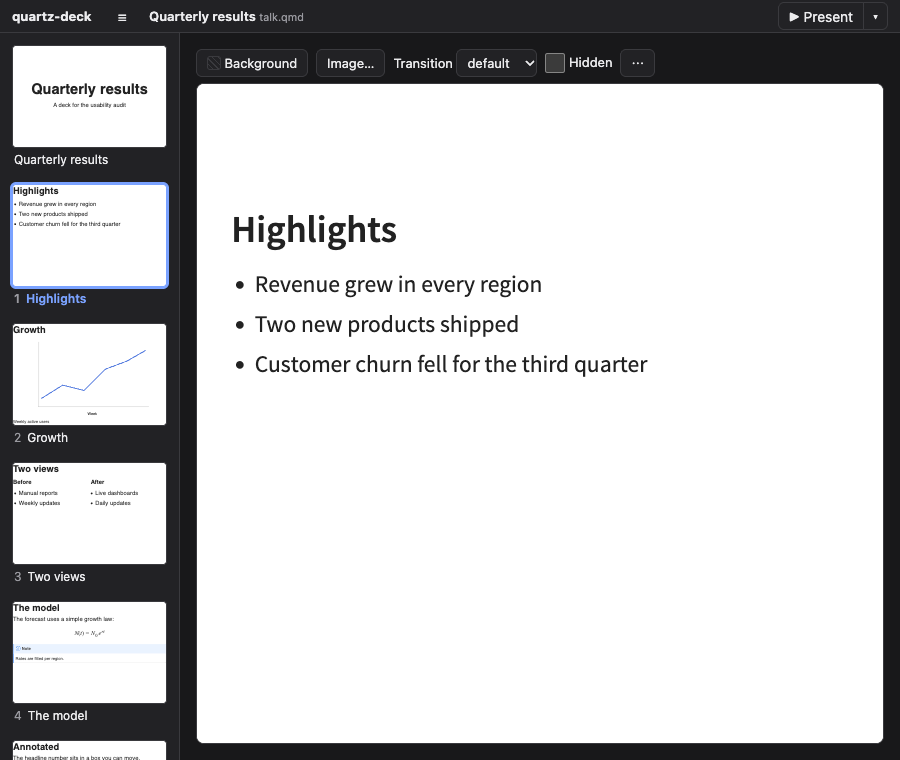 quartz-deck
Quarterly results talk.qmd
Present
Quarterly results
A deck for the usability audit
Quarterly results
Highlights
Revenue grew in every region
Two new products shipped
Customer churn fell for the third quarter
1 Highlights
Growth
Week
Weekly active users
2 Growth
Two views
Before After
Manual reports Live dashboards
Weekly updates Daily updates
3 Two views
The model
The forecast uses a simple growth law:
Note
Rates are fitted per region.
4 The model
Annotated
The headline number sits in a box you can move.
Background Image... Transition default Hidden ...
Highlights
• Revenue grew in every region
• Two new products shipped
• Customer churn fell for the third quarter